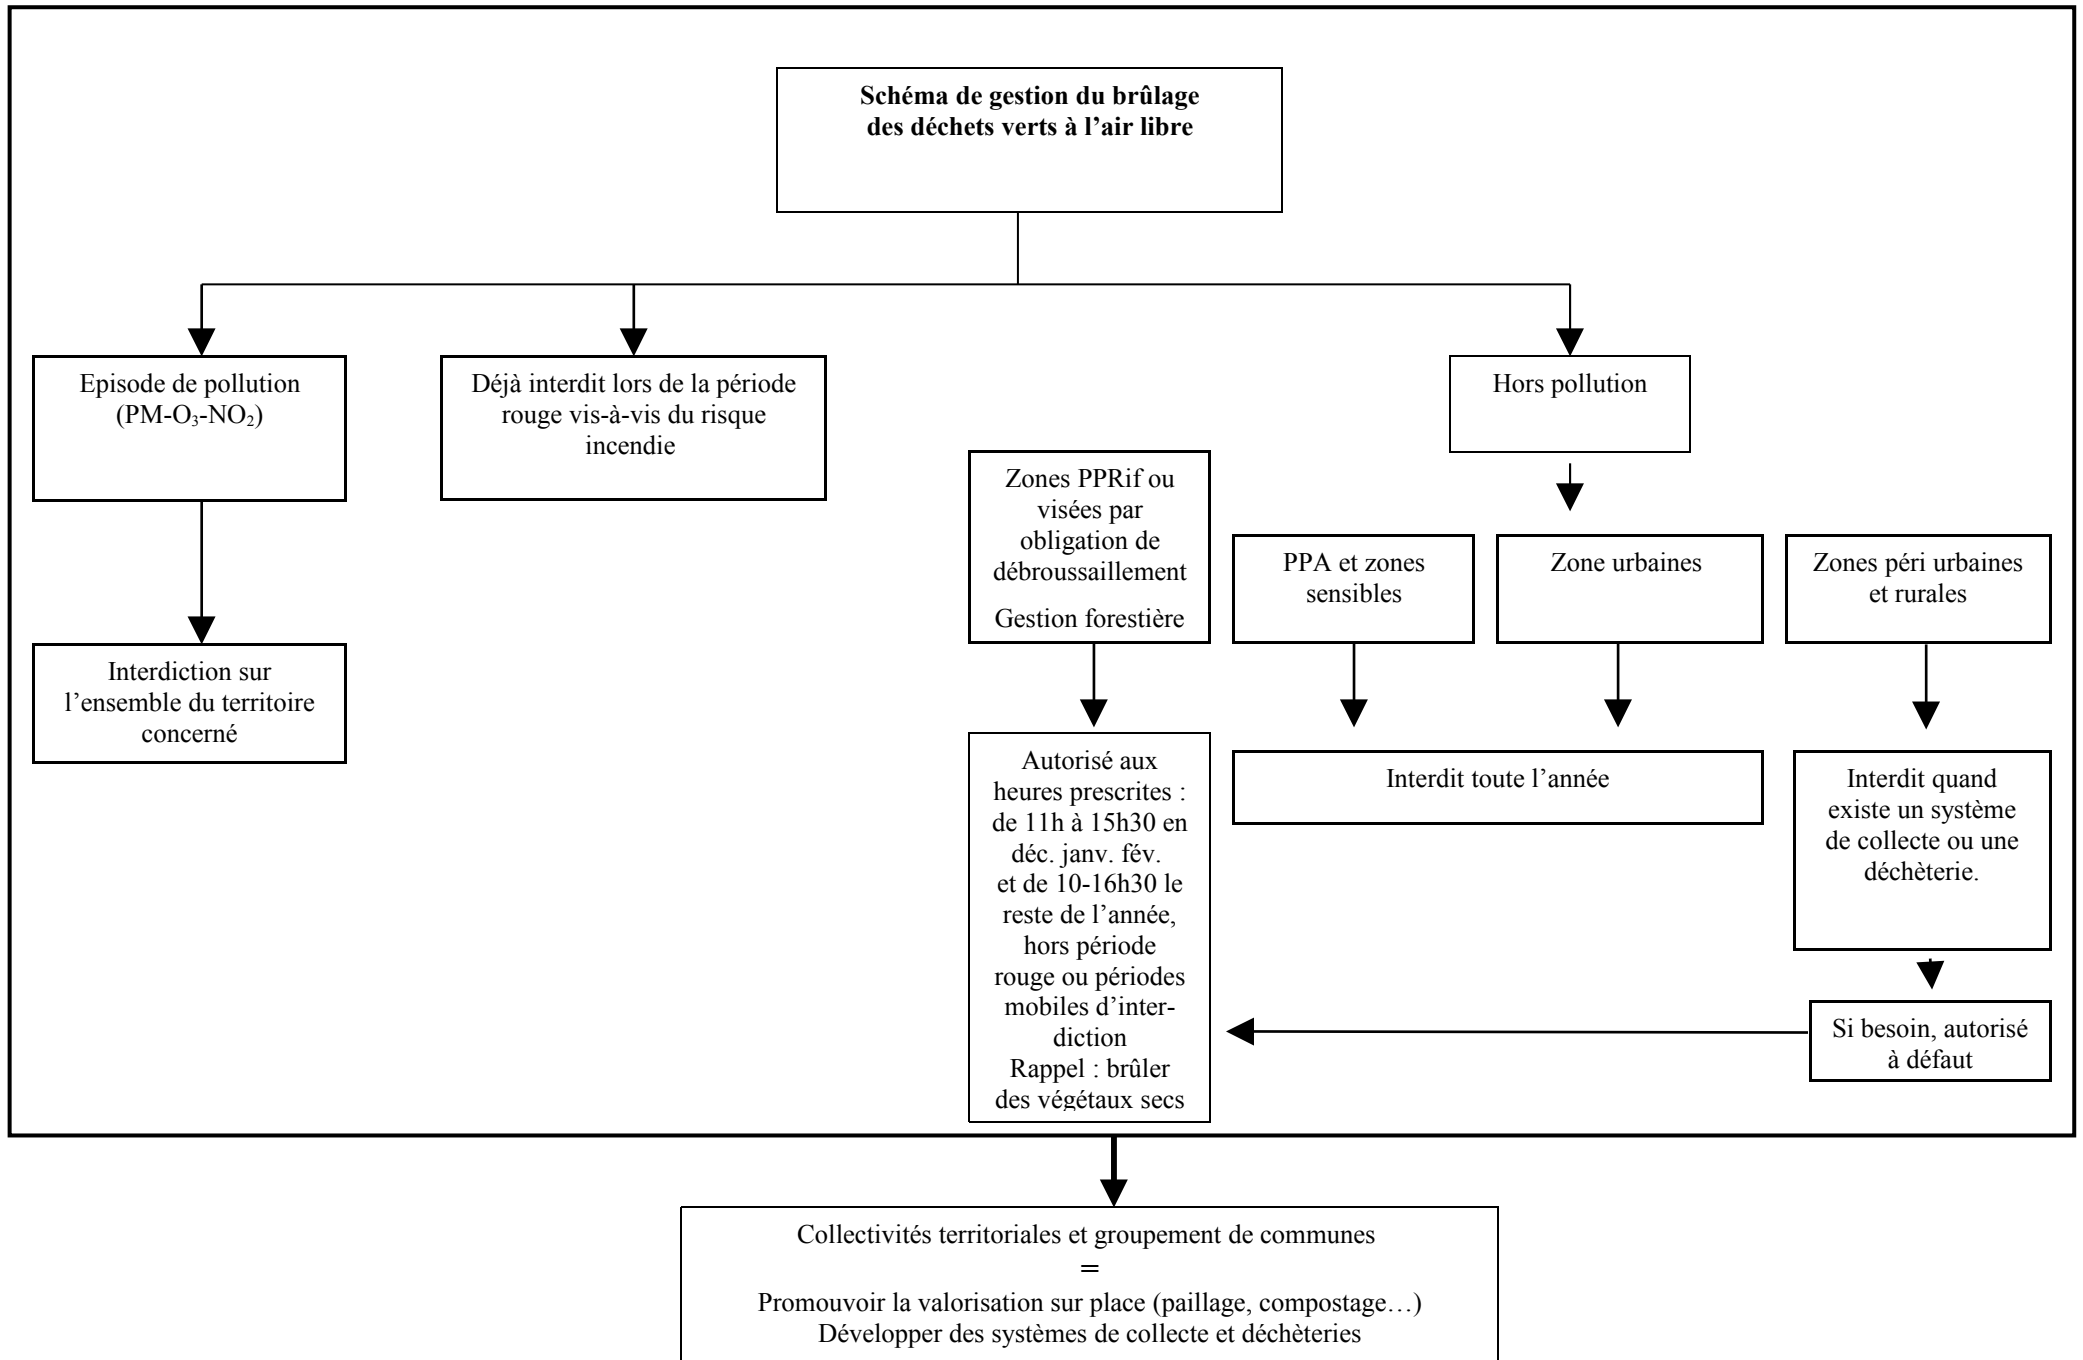 Schéma de gestion du brûlage
des déchets verts à l’air libre
Episode de pollution
(PM-O₃-NO₂)
Déjà interdit lors de la période
rouge vis-à-vis du risque
incendie
Hors pollution
Zones PPRif ou
visées par
obligation de
débroussaillement
Gestion forestière
PPA et zones
sensibles
Zone urbaines
Zones péri urbaines
et rurales
Interdiction sur
l’ensemble du territoire
concerné
Autorisé aux
heures prescrites :
de 11h à 15h30 en
déc. janv. fév.
et de 10-16h30 le
reste de l’année,
hors période
rouge ou périodes
mobiles d’inter-
diction
Rappel : brûler
des végétaux secs
Interdit toute l’année
Interdit quand
existe un système
de collecte ou une
déchèterie.
Si besoin, autorisé
à défaut
Collectivités territoriales et groupement de communes
=
Promouvoir la valorisation sur place (paillage, compostage…)
Développer des systèmes de collecte et déchèteries